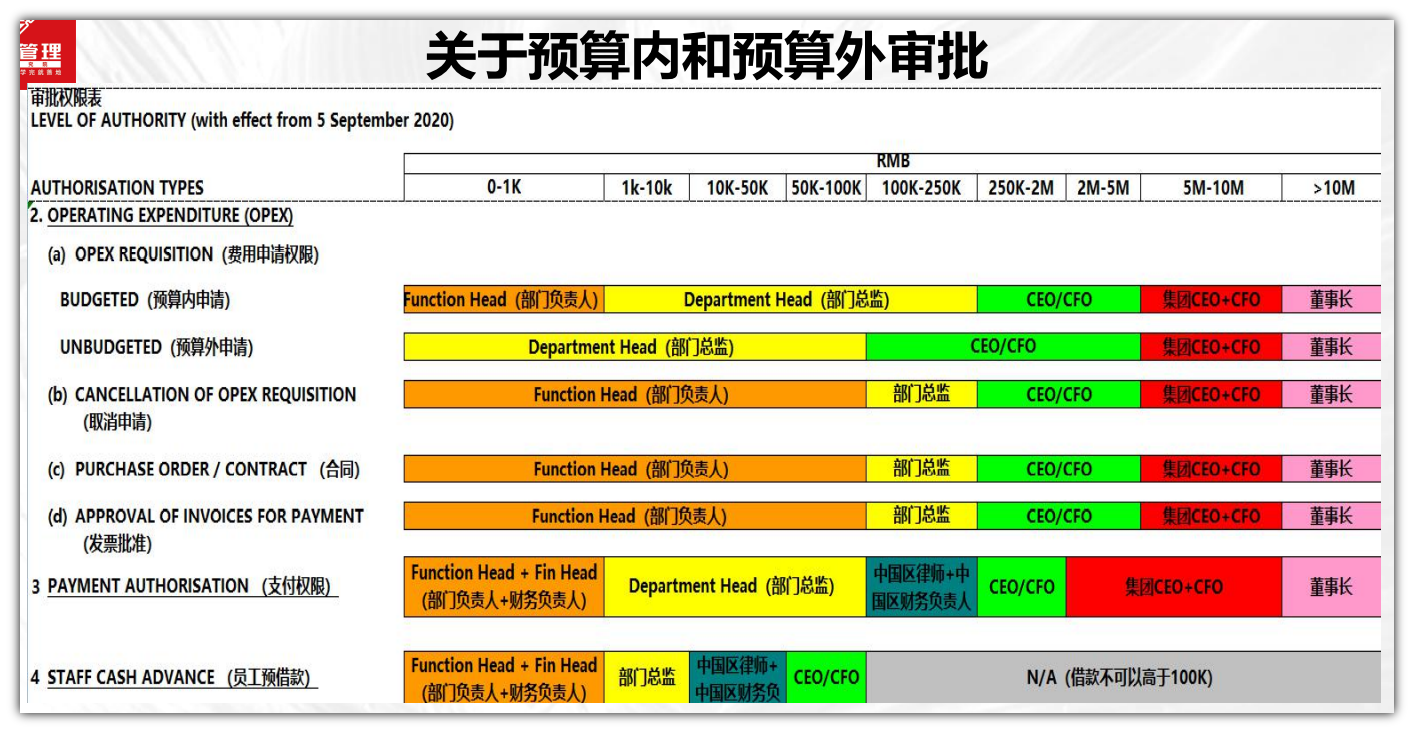 管理
学完就落地
关于预算内和预算外审批
审批权限表
LEVEL OF AUTHORITY (with effect from 5 September 2020)
RMB
AUTHORISATION TYPES 0-1K 1k-10k 10K-50K 50K-100K 100K-250K 250K-2M 2M-5M 5M-10M >10M
2. OPERATING EXPENDITURE (OPEX)
(a) OPEX REQUISITION (费用申请权限)
BUDGETED (预算内申请) Function Head (部门负责人) Department Head (部门总监) CEO/CFO 集团CEO+CFO 董事长
UNBUDGETED (预算外申请) Department Head (部门总监) CEO/CFO 集团CEO+CFO 董事长
(b) CANCELLATION OF OPEX REQUISITION Function Head (部门负责人) 部门总监 CEO/CFO 集团CEO+CFO 董事长
(取消申请)
(c) PURCHASE ORDER / CONTRACT (合同) Function Head (部门负责人) 部门总监 CEO/CFO 集团CEO+CFO 董事长
(d) APPROVAL OF INVOICES FOR PAYMENT Function Head (部门负责人) 部门总监 CEO/CFO 集团CEO+CFO 董事长
(发票批准)
Function Head + Fin Head 中国区律师+中
3 PAYMENT AUTHORISATION (支付权限) Department Head (部门总监) CEO/CFO 集团CEO+CFO 董事长
(部门负责人+财务负责人) 国区财务负责人
Function Head + Fin Head 中国区律师+
4 STAFF CASH ADVANCE (员工预借款) 部门总监 CEO/CFO N/A (借款不可以高于100K)
(部门负责人+财务负责人) 中国区财务负